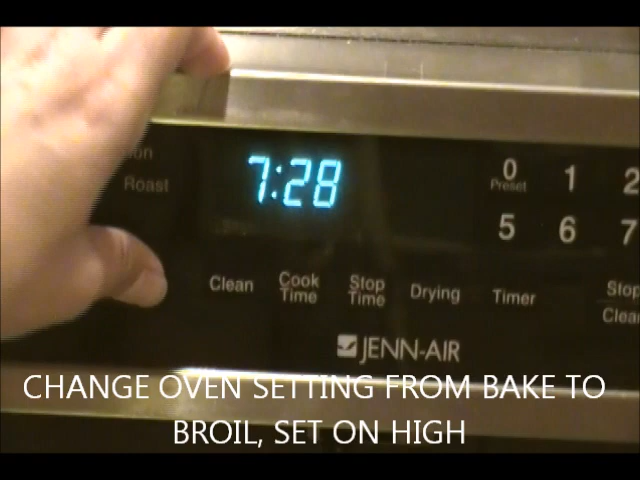 7:28
on
Roast
0 1 2
Preset
5 6 7
Clean Cook Time Stop Time Drying Timer Stop
JENN-AIR
CHANGE OVEN SETTING FROM BAKE TO
BROIL, SET ON HIGH